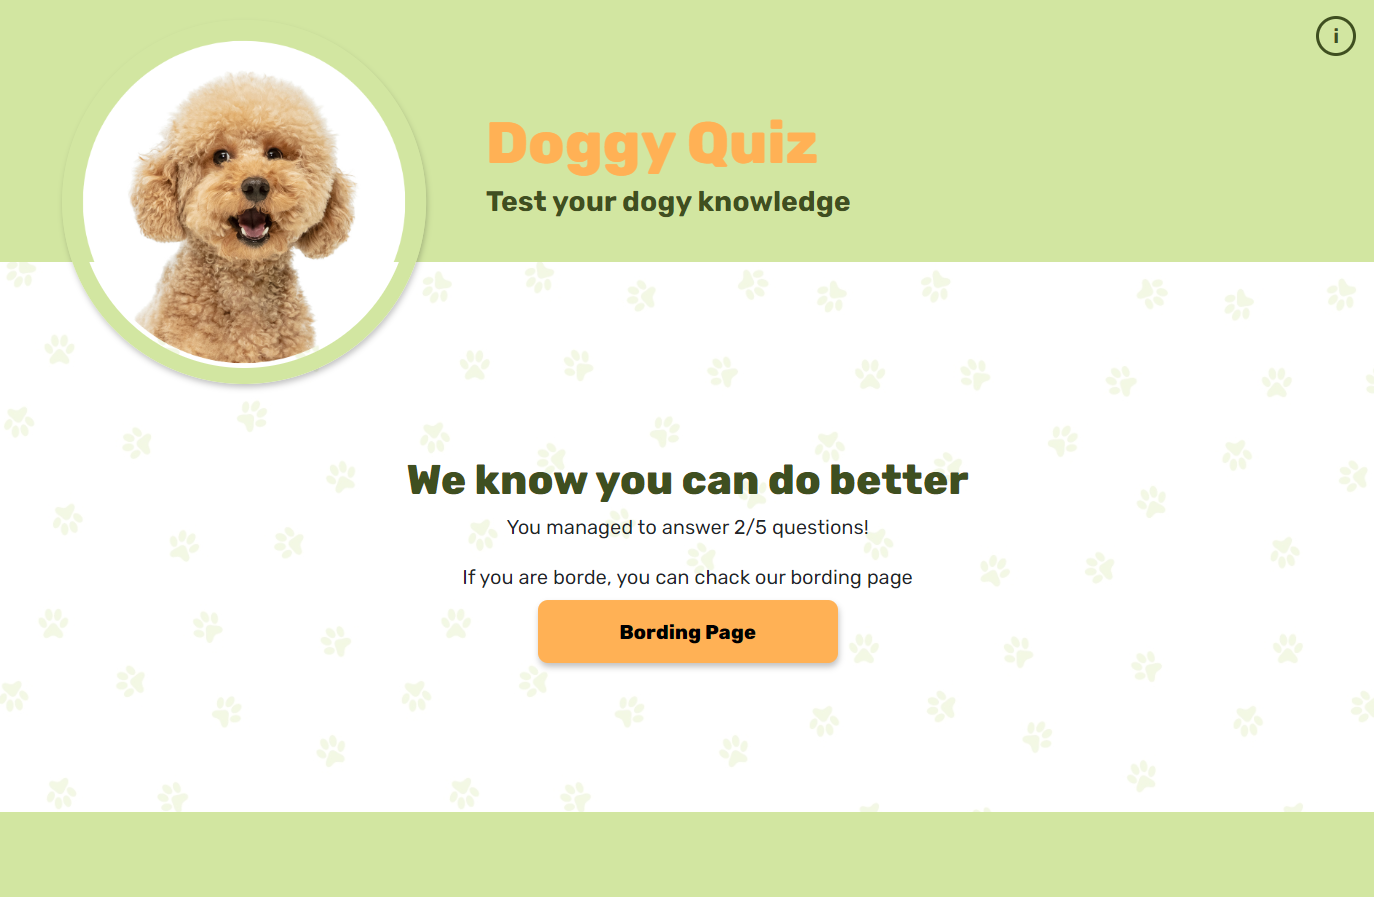 i
Doggy Quiz
Test your dogy knowledge
We know you can do better
You managed to answer 2/5 questions!
If you are borde, you can chack our bording page
Bording Page